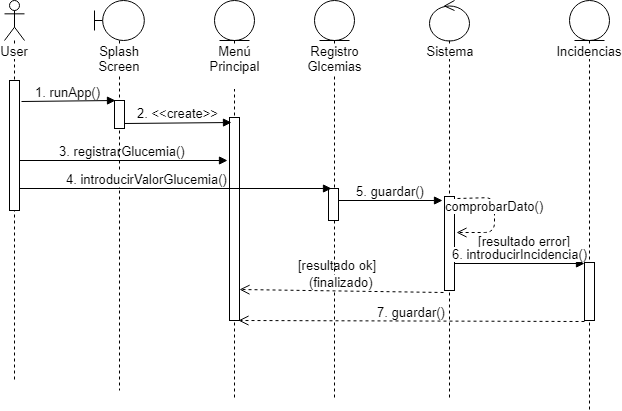 User
Splash
Screen
Menú
Principal
Registro
Glcemias
Sistema
Incidencias
1. runApp()
2. <<create>>
3. registrarGlucemia()
4. introducirValorGlucemia()
5. guardar()
comprobarDato()
[resultado error]
6. introducirIncidencia()
[resultado ok]
(finalizado)
7. guardar()